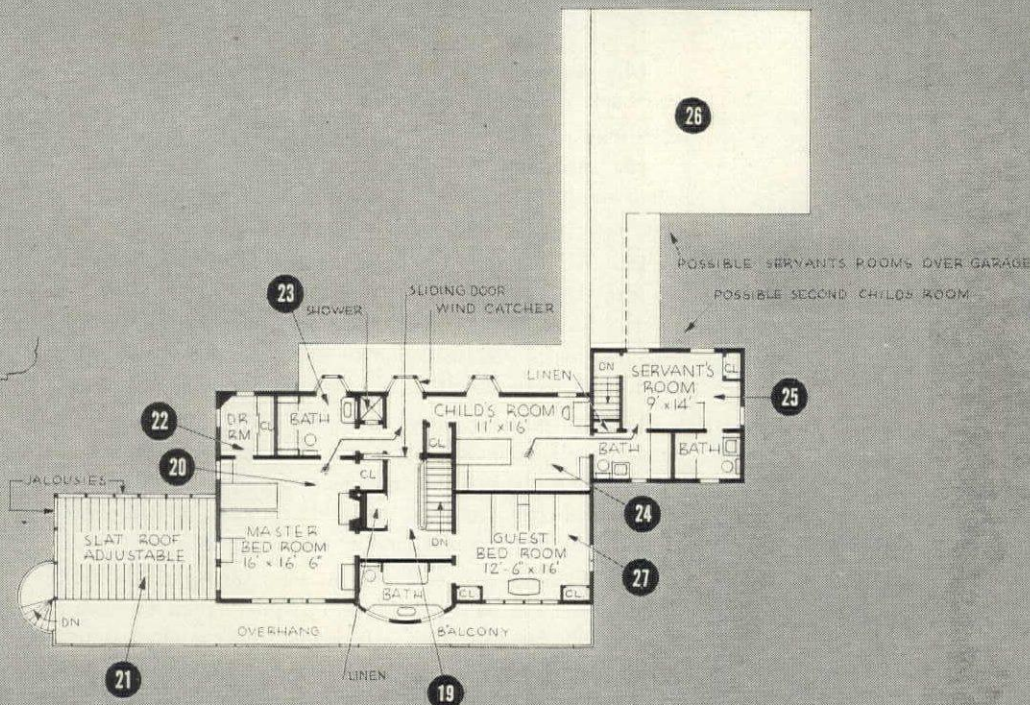 26
POSSIBLE SERVANTS ROOMS OVER GARAGE
POSSIBLE SECOND CHILDS ROOM
23
SHOWER
SLIDING DOOR
WIND CATCHER
LINEN
DN
SERVANT'S
ROOM
9' x 14'
CL
25
22
DR
RM
CL
BATH
CHILD'S ROOM
11' x 16'
CL
BATH
BATH
20
CL
24
JALOUSIES
SLAT ROOF
ADJUSTABLE
MASTER
BED ROOM
16' x 16' 6"
DN
GUEST
BED ROOM
12'-6" x 16'
27
BATH
CL
CL
DN
OVERHANG
BALCONY
21
LINEN
19